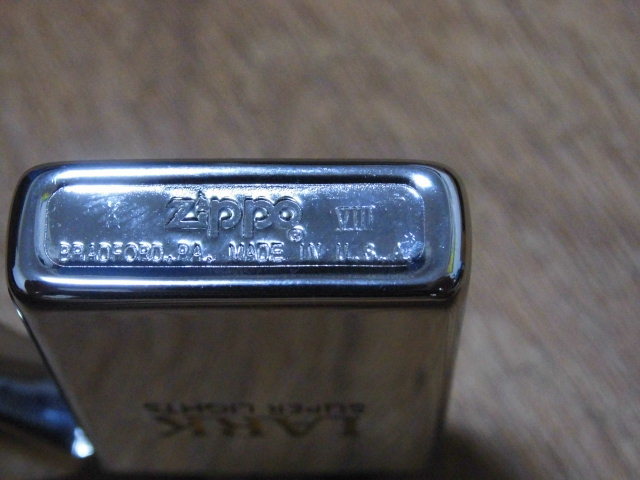 Zippo® VIII
BRADFORD, PA. MADE IN U.S.A.
LARK
SUPER LIGHTS